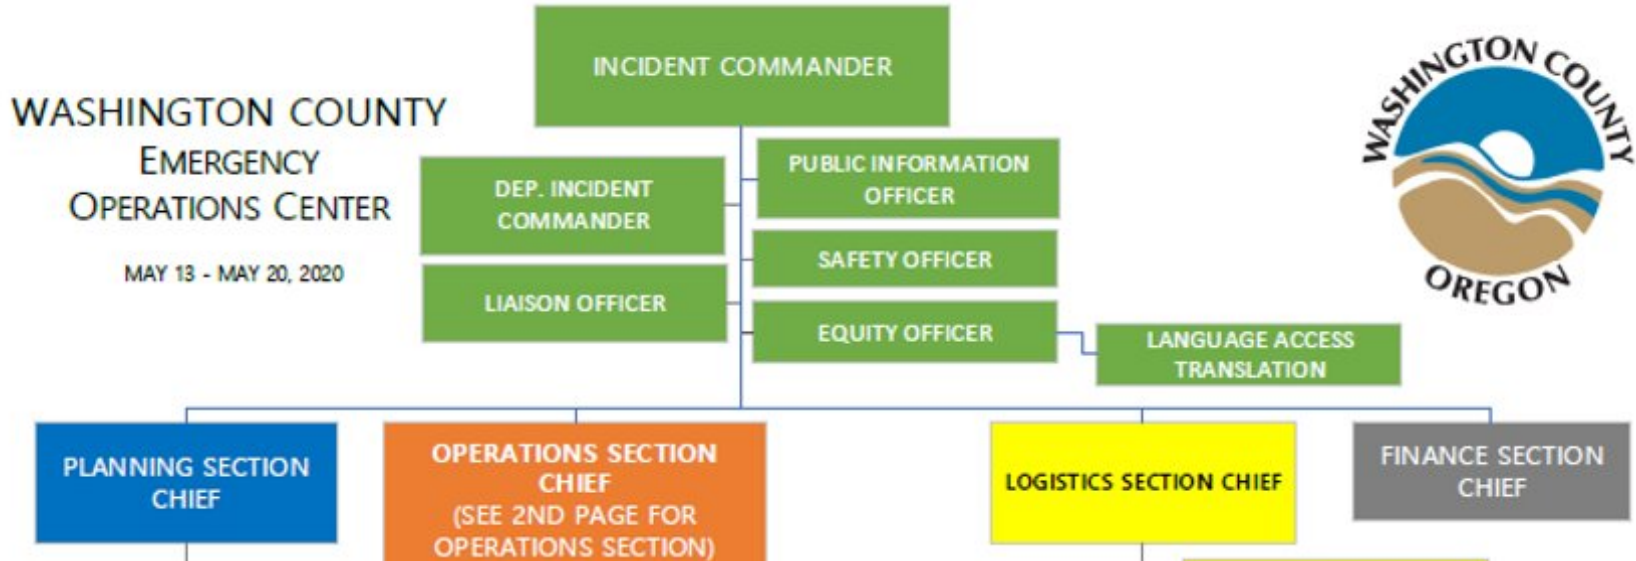 INCIDENT COMMANDER
WASHINGTON COUNTY
EMERGENCY
OPERATIONS CENTER
MAY 13 - MAY 20, 2020
DEP. INCIDENT
COMMANDER
PUBLIC INFORMATION
OFFICER
SAFETY OFFICER
LIAISON OFFICER
EQUITY OFFICER
LANGUAGE ACCESS
TRANSLATION
WASHINGTON COUNTY
OREGON
PLANNING SECTION
CHIEF
OPERATIONS SECTION
CHIEF
(SEE 2ND PAGE FOR
OPERATIONS SECTION)
LOGISTICS SECTION CHIEF
FINANCE SECTION
CHIEF